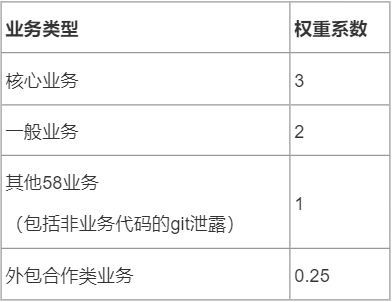 业务类型 权重系数
核心业务 3
一般业务 2
其他58业务
（包括非业务代码的git泄露） 1
外包合作类业务 0.25